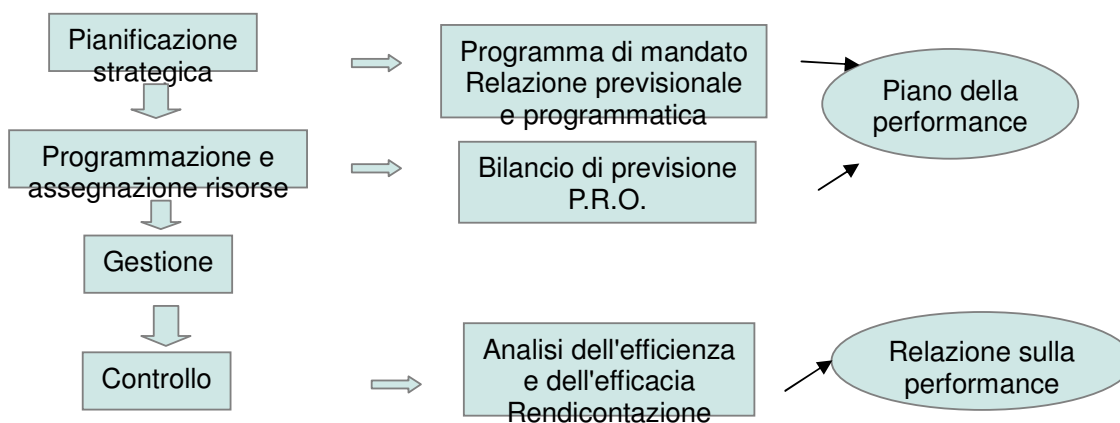 Pianificazione
strategica
Programma di mandato
Relazione previsionale
e programmatica
Piano della
performance
Programmazione e
assegnazione risorse
Bilancio di previsione
P.R.O.
Gestione
Controllo
Analisi dell'efficienza
e dell'efficacia
Rendicontazione
Relazione sulla
performance